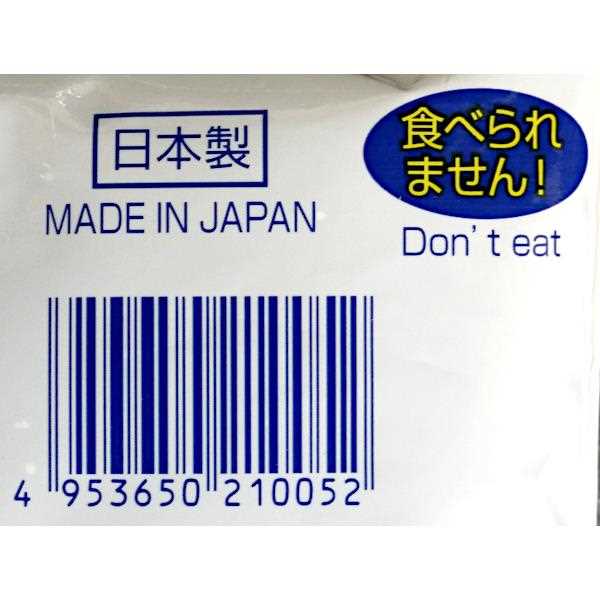 日本製
MADE IN JAPAN
食べられ
ません!
Don't eat
4 953650 210052